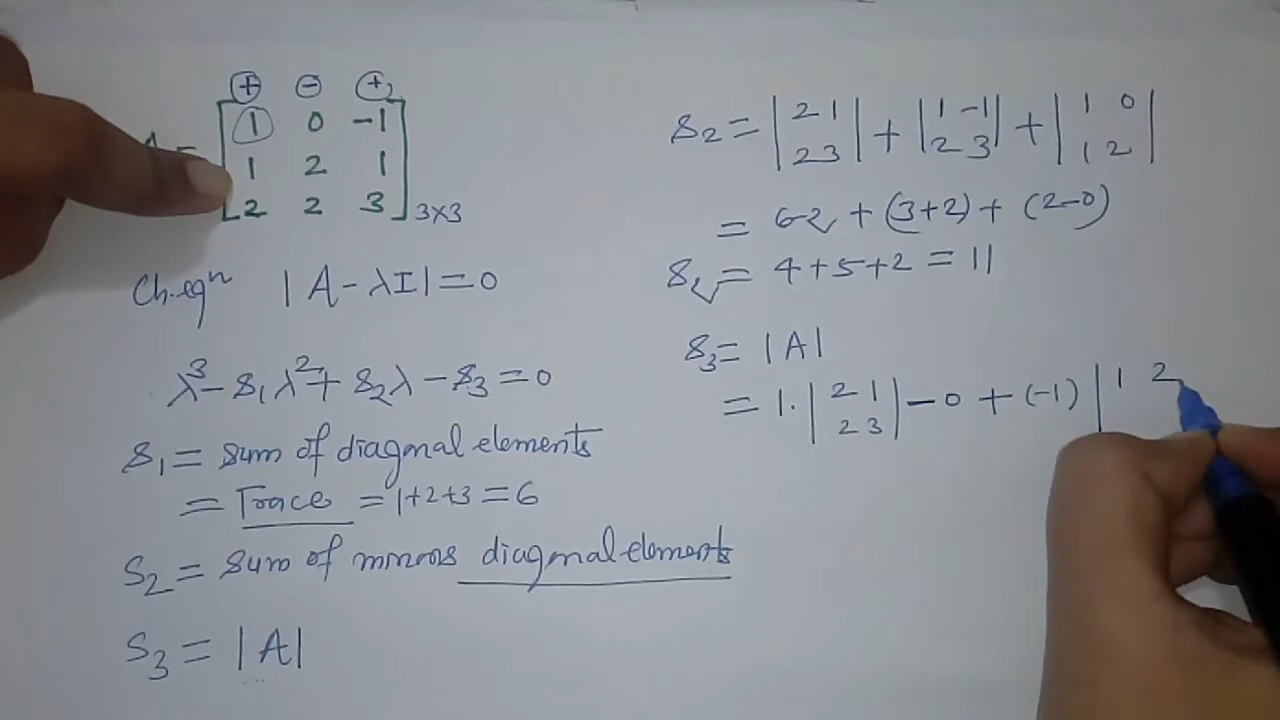 ⊕ ⊖ ⊕
A = [ 1 0 -1
1 2 1
2 2 3 ] 3×3
Ch.eqⁿ |A-λI|=0
λ³-S₁λ²+S₂λ-S₃=0
S₁ = sum of diagonal elements
= Trace = 1+2+3 = 6
S₂ = sum of minors diagonal elements
S₃ = |A|
S₂ = |2 1| + |1 -1| + |1 0|
|2 3| |2 3| |1 2|
= 6-2 + (3+2) + (2-0)
S₂ = 4+5+2 = 11
S₃ = |A|
= 1. |2 1| - 0 + (-1) |1 2
|2 3|